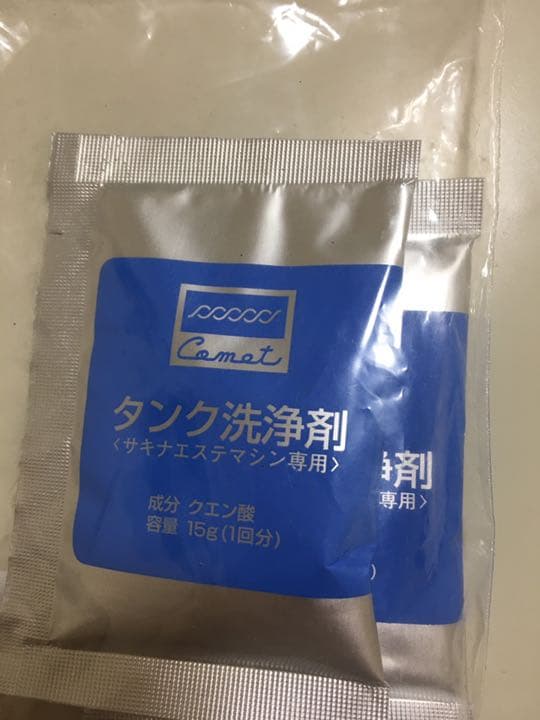 Comet
タンク洗浄剤
〈サキナエステマシン専用〉
成分 クエン酸
容量 15g(1回分)
浄剤
専用〉
)